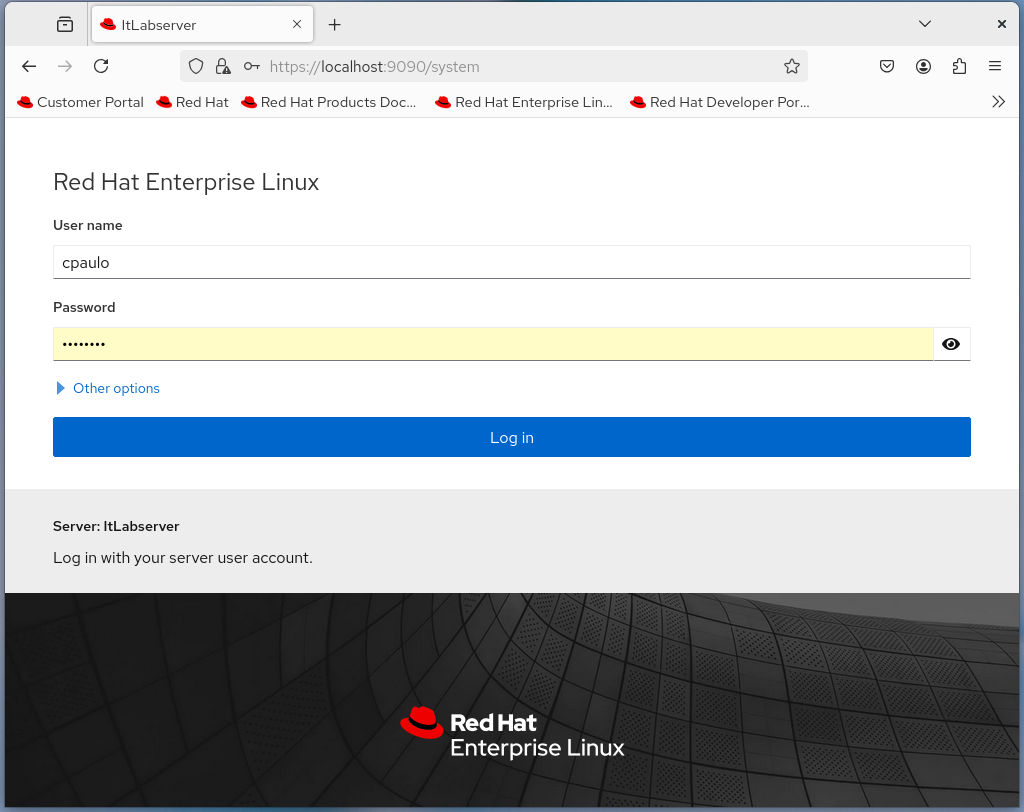 ItLabserver
https://localhost:9090/system
Customer Portal Red Hat Red Hat Products Doc... Red Hat Enterprise Lin... Red Hat Developer Por...
Red Hat Enterprise Linux
User name
cpaulo
Password
••••••••
Other options
Log in
Server: ItLabserver
Log in with your server user account.
Red Hat
Enterprise Linux